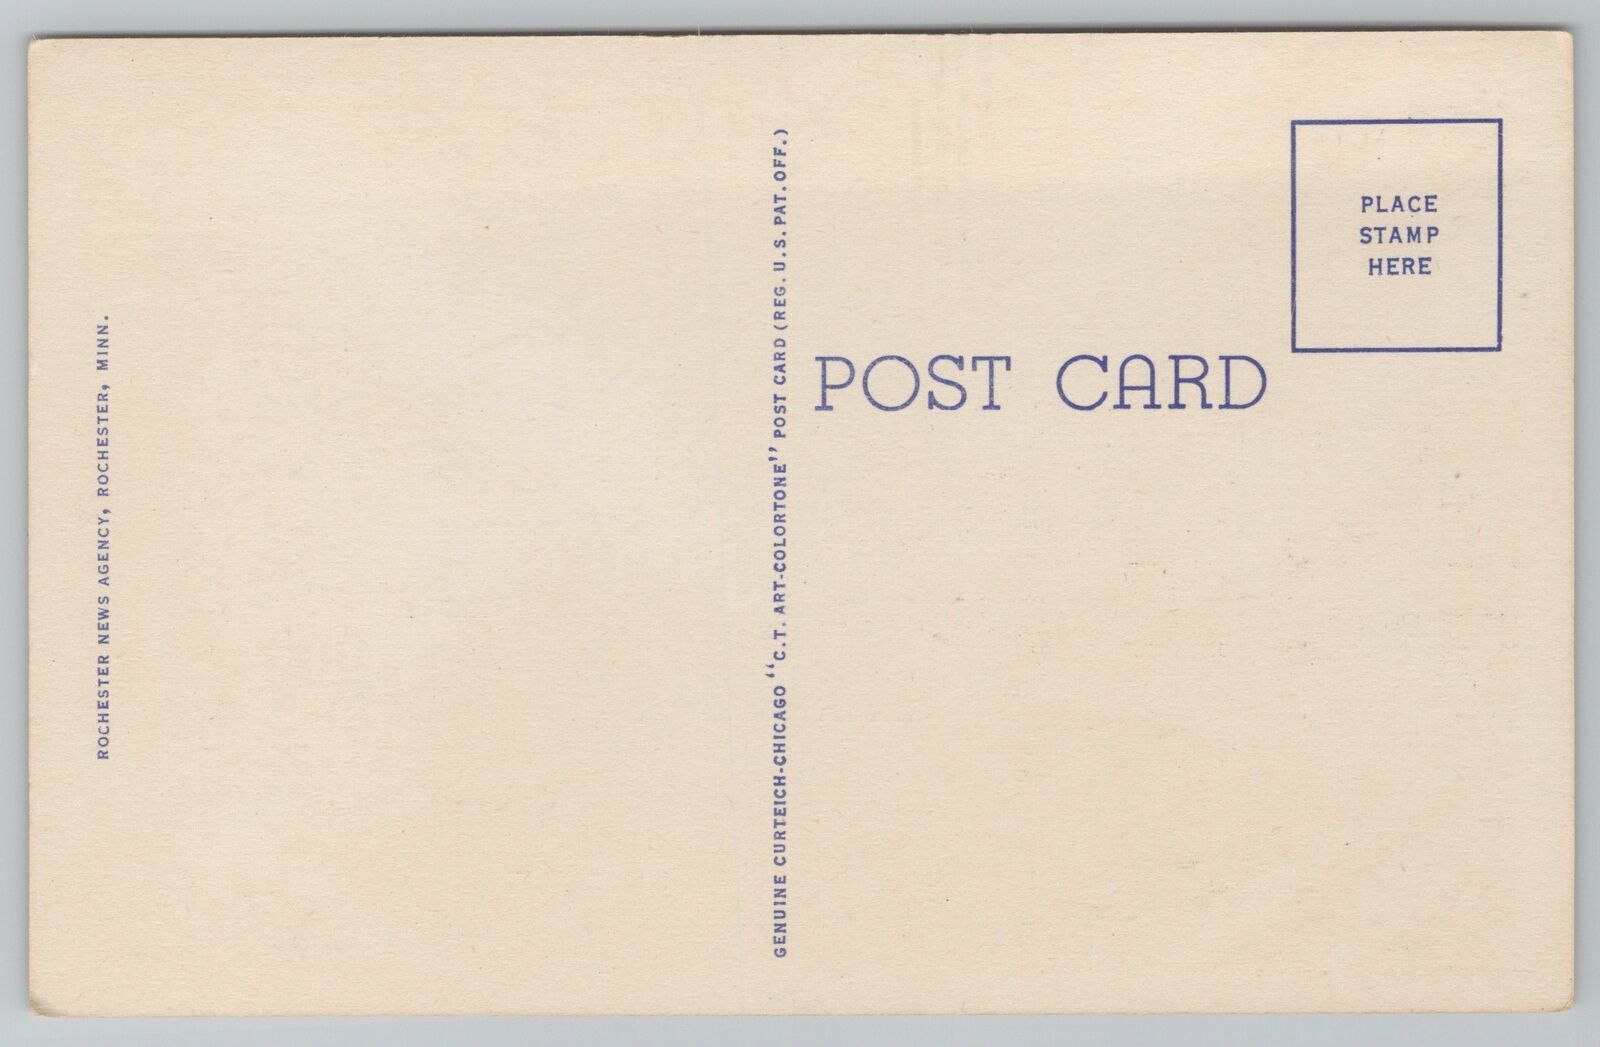 ROCHESTER NEWS AGENCY, ROCHESTER, MINN.
GENUINE CURTEICH-CHICAGO "C.T. ART-COLORTONE" POST CARD (REG. U.S. PAT. OFF.)
POST CARD
PLACE
STAMP
HERE